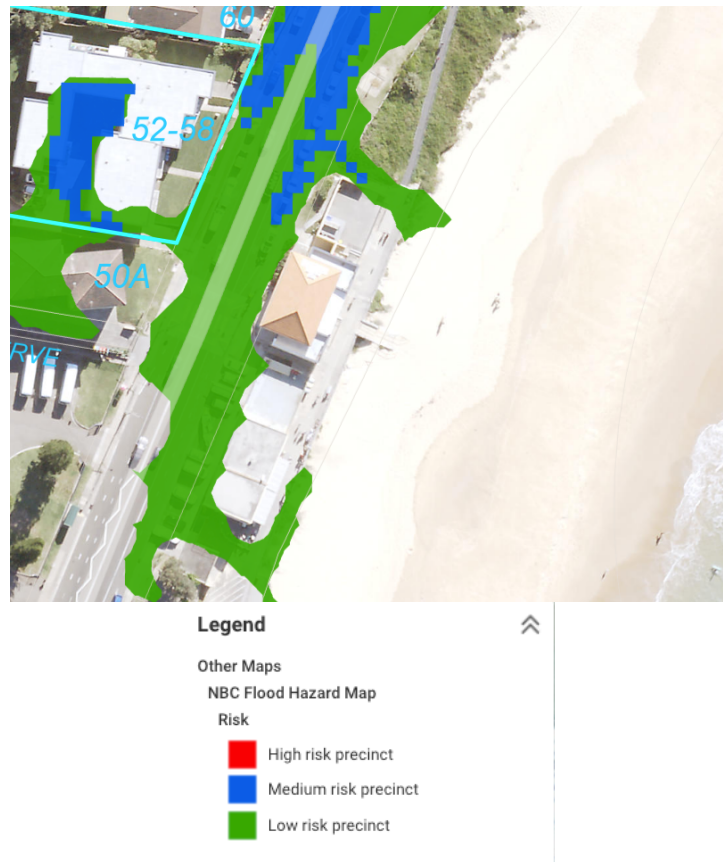 60
52-58
50A
RVE
Legend
Other Maps
NBC Flood Hazard Map
Risk
High risk precinct
Medium risk precinct
Low risk precinct